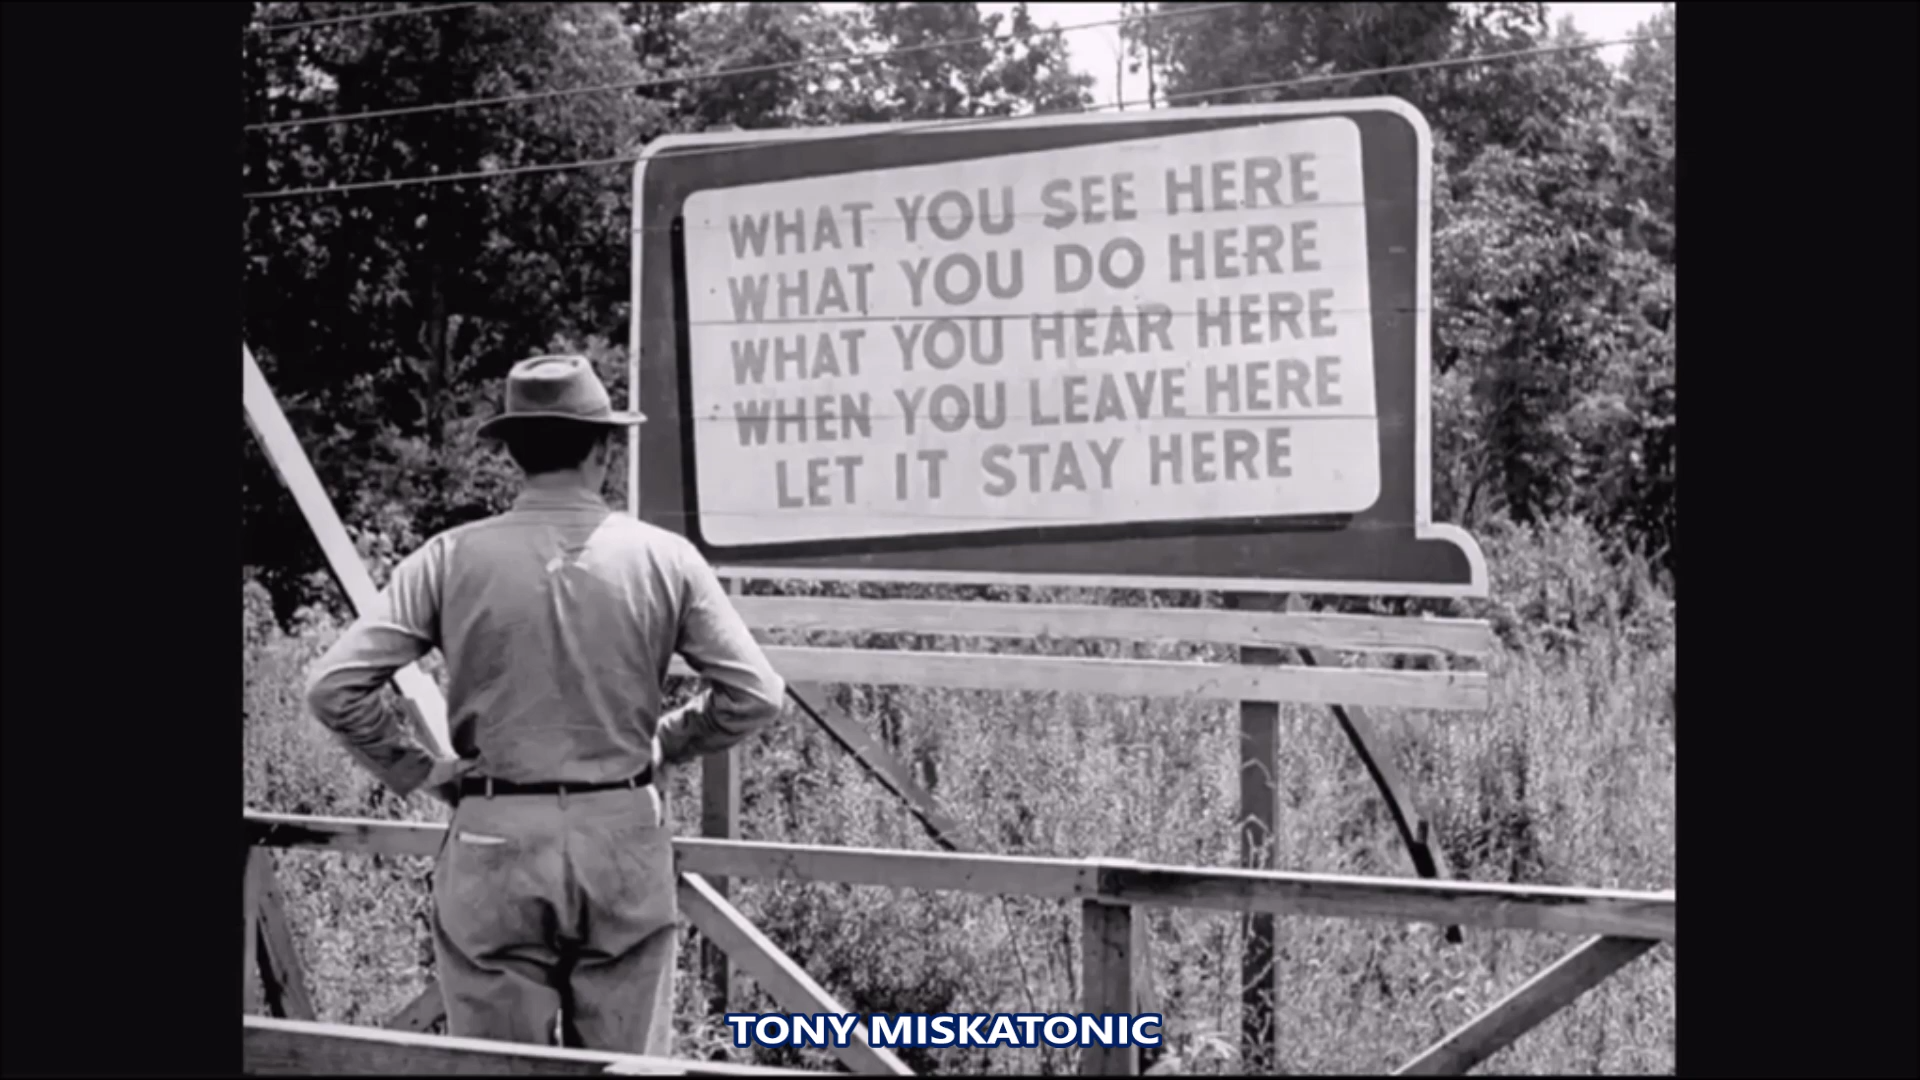 WHAT YOU SEE HERE
WHAT YOU DO HERE
WHAT YOU HEAR HERE
WHEN YOU LEAVE HERE
LET IT STAY HERE
TONY MISKATONIC